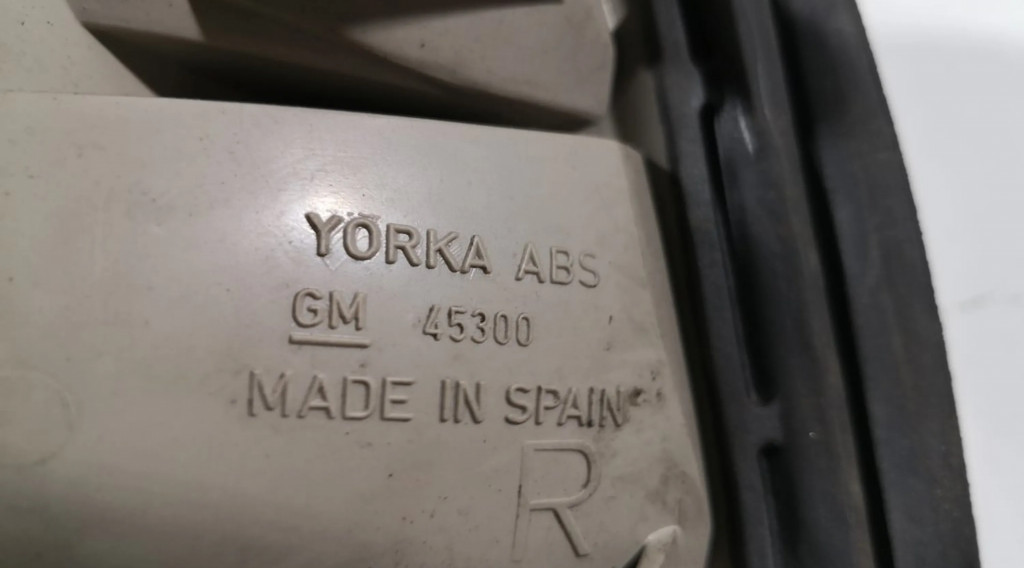 YÖRKA ABS
GM 45300
MADE IN SPAIN
R